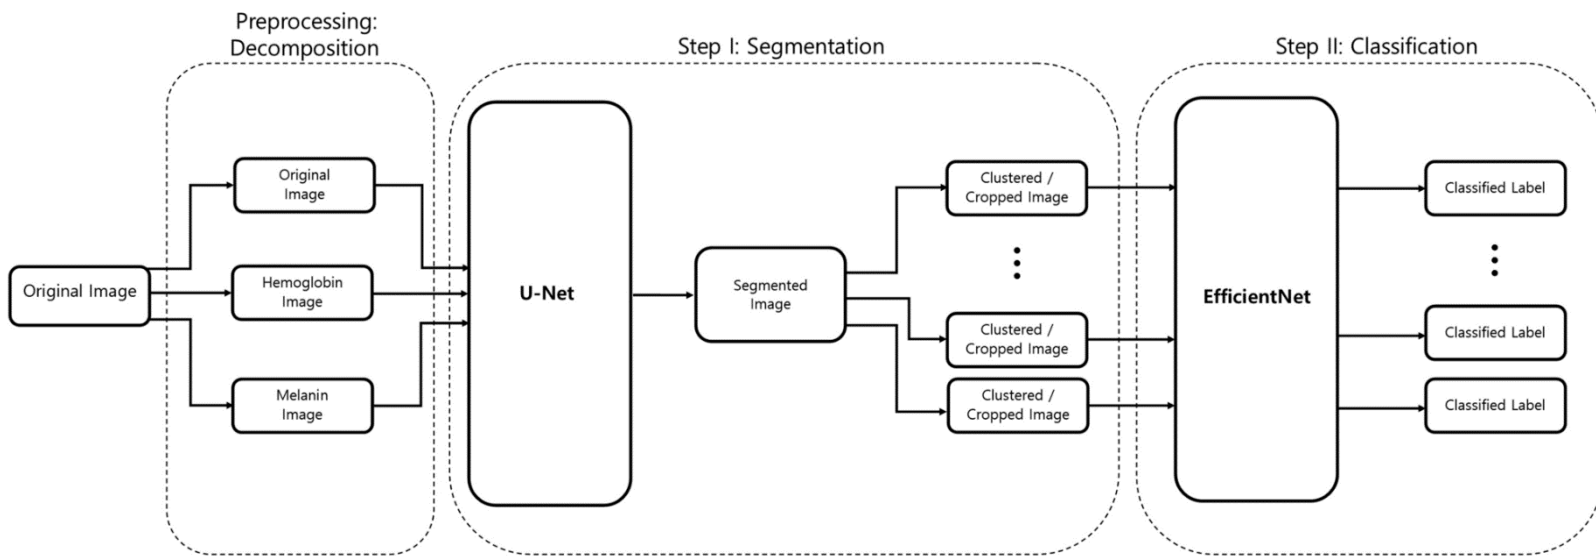 Preprocessing:
Decomposition
Step I: Segmentation
Step II: Classification
Original Image
Original
Image
Hemoglobin
Image
Melanin
Image
U-Net
Segmented
Image
Clustered /
Cropped Image
Clustered /
Cropped Image
Clustered /
Cropped Image
EfficientNet
Classified Label
Classified Label
Classified Label